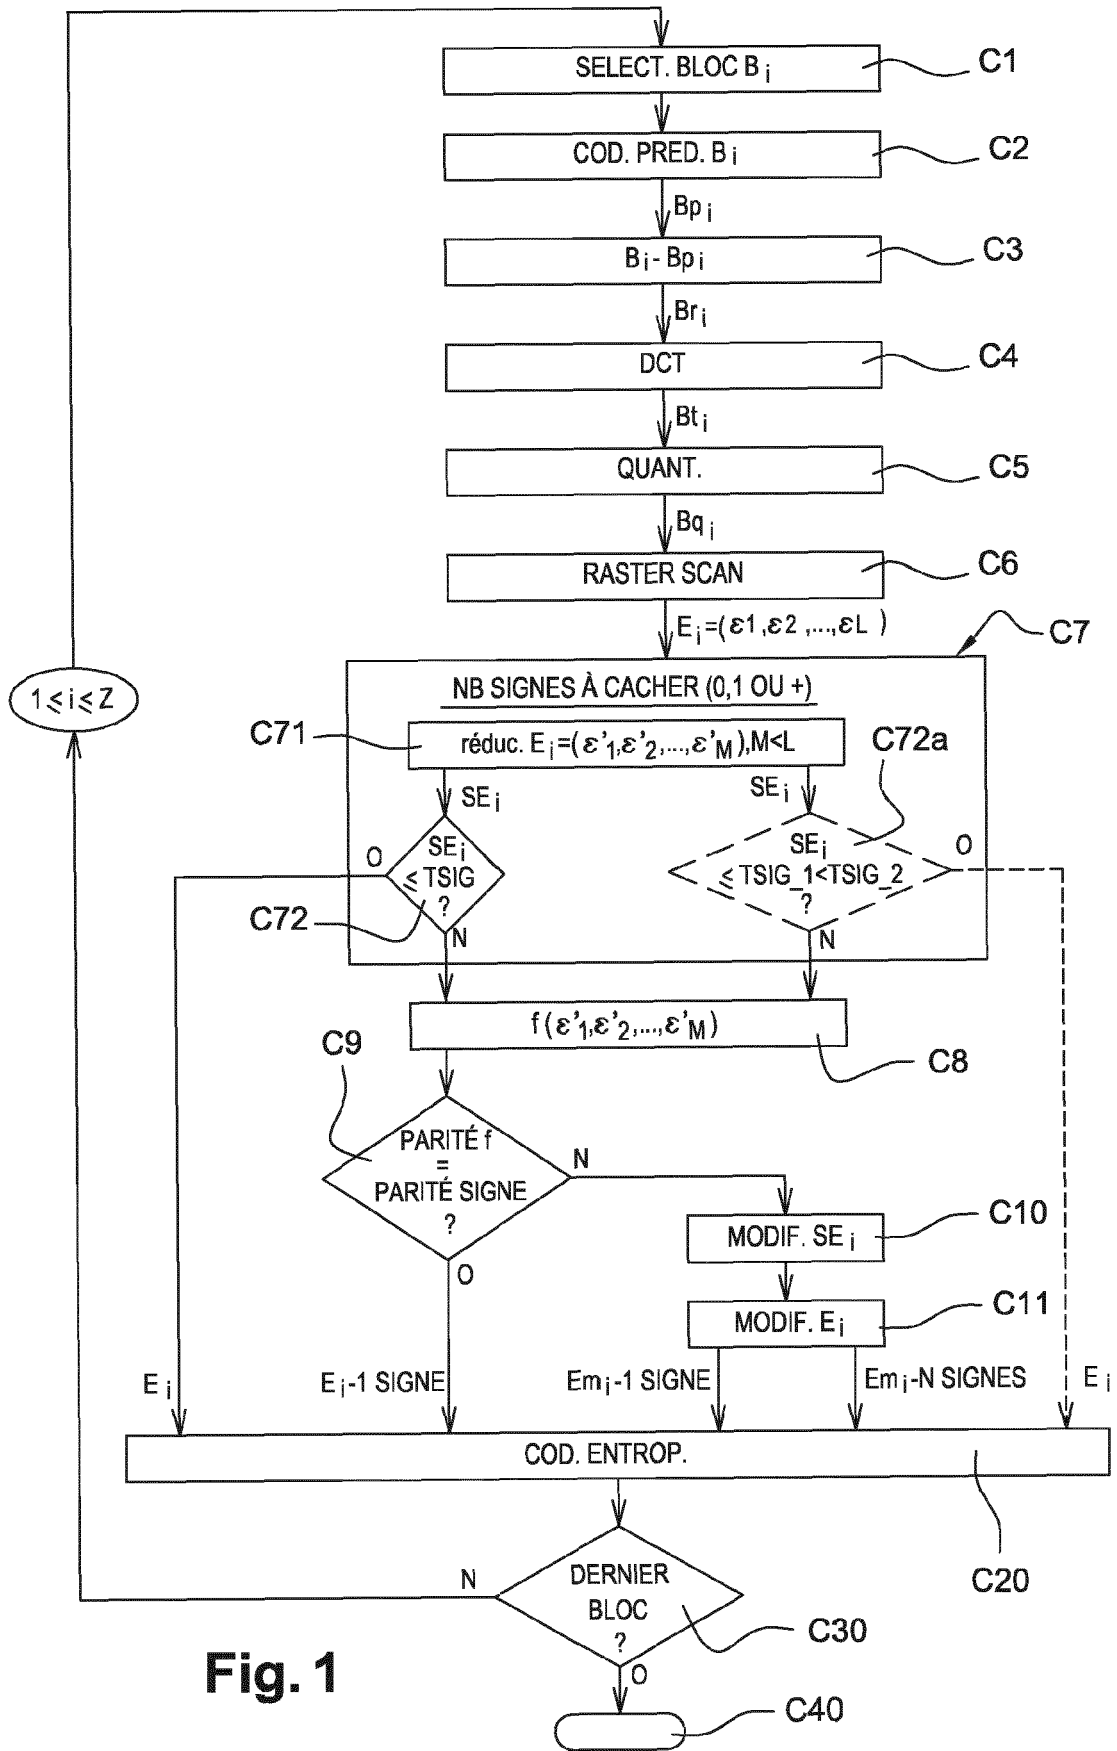 SELECT. BLOC B i
C1
COD. PRED. B i
C2
Bp i
B i - Bp i
C3
Br i
DCT
C4
Bt i
QUANT.
C5
Bq i
RASTER SCAN
C6
E i =(ε1,ε2 ,...,εL )
C7
NB SIGNES À CACHER (0,1 OU +)
C71
réduc. E i =(ε'1,ε'2,...,ε'M),M<L
C72a
1 ≤ i ≤ Z
SE i
SE i
O
SE i
≤ TSIG
?
SE i
≤ TSIG_1<TSIG_2
?
O
C72
N
N
f(ε'1,ε'2,...,ε'M)
C8
C9
PARITÉ f
=
PARITÉ SIGNE
?
N
O
MODIF. SE i
C10
MODIF. E i
C11
E i
E i -1 SIGNE
Em i -1 SIGNE
Em i -N SIGNES
E i
COD. ENTROP.
C20
N
DERNIER
BLOC
?
C30
O
C40
Fig. 1